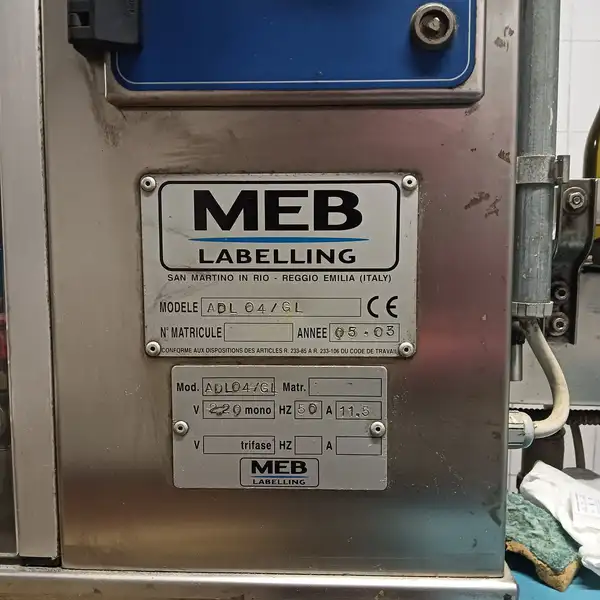 MEB
LABELLING
SAN MARTINO IN RIO - REGGIO EMILIA (ITALY)
MODELE ADL 04/GL CE
N° MATRICULE ANNEE 05-03
CONFORME AUX DISPOSITIONS DES ARTICLES R. 233-85 A R. 233-106 DU CODE DE TRAVAIL
Mod. ADL04/GL Matr.
V 220 mono HZ 50 A 11,5
V trifase HZ A
MEB
LABELLING